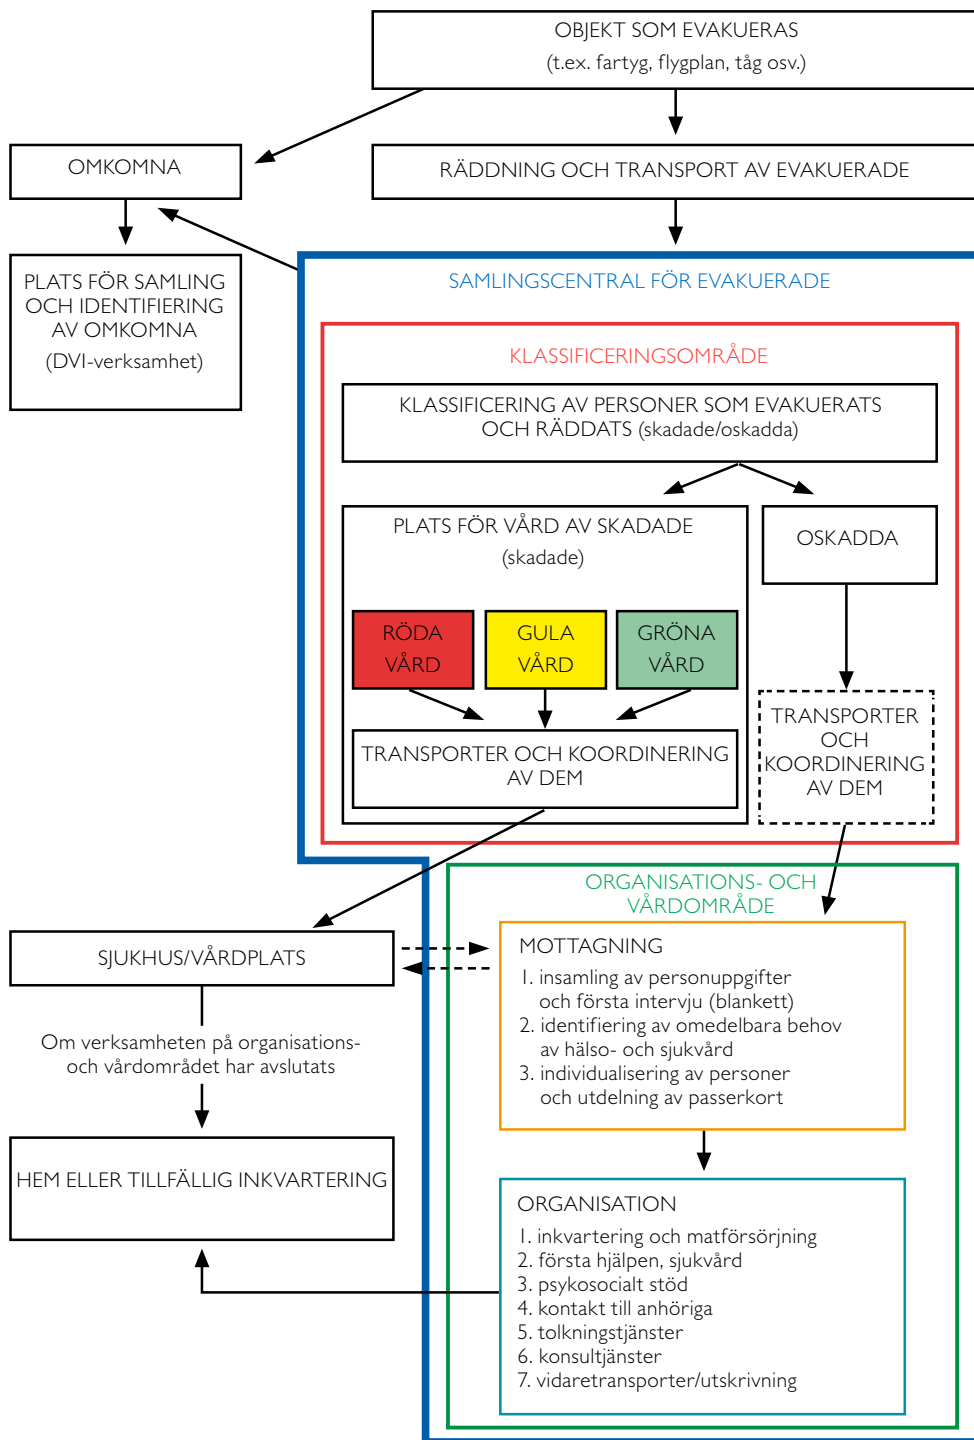 OBJEKT SOM EVAKUERAS
(t.ex. fartyg, flygplan, tåg osv.)
OMKOMNA
RÄDDNING OCH TRANSPORT AV EVAKUERADE
PLATS FÖR SAMLING
OCH IDENTIFIERING
AV OMKOMNA
(DVI-verksamhet)
SAMLINGSCENTRAL FÖR EVAKUERADE
KLASSIFICERINGSOMRÅDE
KLASSIFICERING AV PERSONER SOM EVAKUERATS
OCH RÄDDATS (skadade/oskadda)
PLATS FÖR VÅRD AV SKADADE
(skadade)
OSKADDA
RÖDA
VÅRD
GULA
VÅRD
GRÖNA
VÅRD
TRANSPORTER OCH KOORDINERING
AV DEM
TRANSPORTER
OCH
KOORDINERING
AV DEM
ORGANISATIONS- OCH
VÅRDOMRÅDE
SJUKHUS/VÅRDPLATS
MOTTAGNING
1. insamling av personuppgifter
och första intervju (blankett)
2. identifiering av omedelbara behov
av hälso- och sjukvård
3. individualisering av personer
och utdelning av passerkort
Om verksamheten på organisations-
och vårdområdet har avslutats
HEM ELLER TILLFÄLLIG INKVARTERING
ORGANISATION
1. inkvartering och matförsörjning
2. första hjälpen, sjukvård
3. psykosocialt stöd
4. kontakt till anhöriga
5. tolkningstjänster
6. konsultjänster
7. vidaretransporter/utskrivning